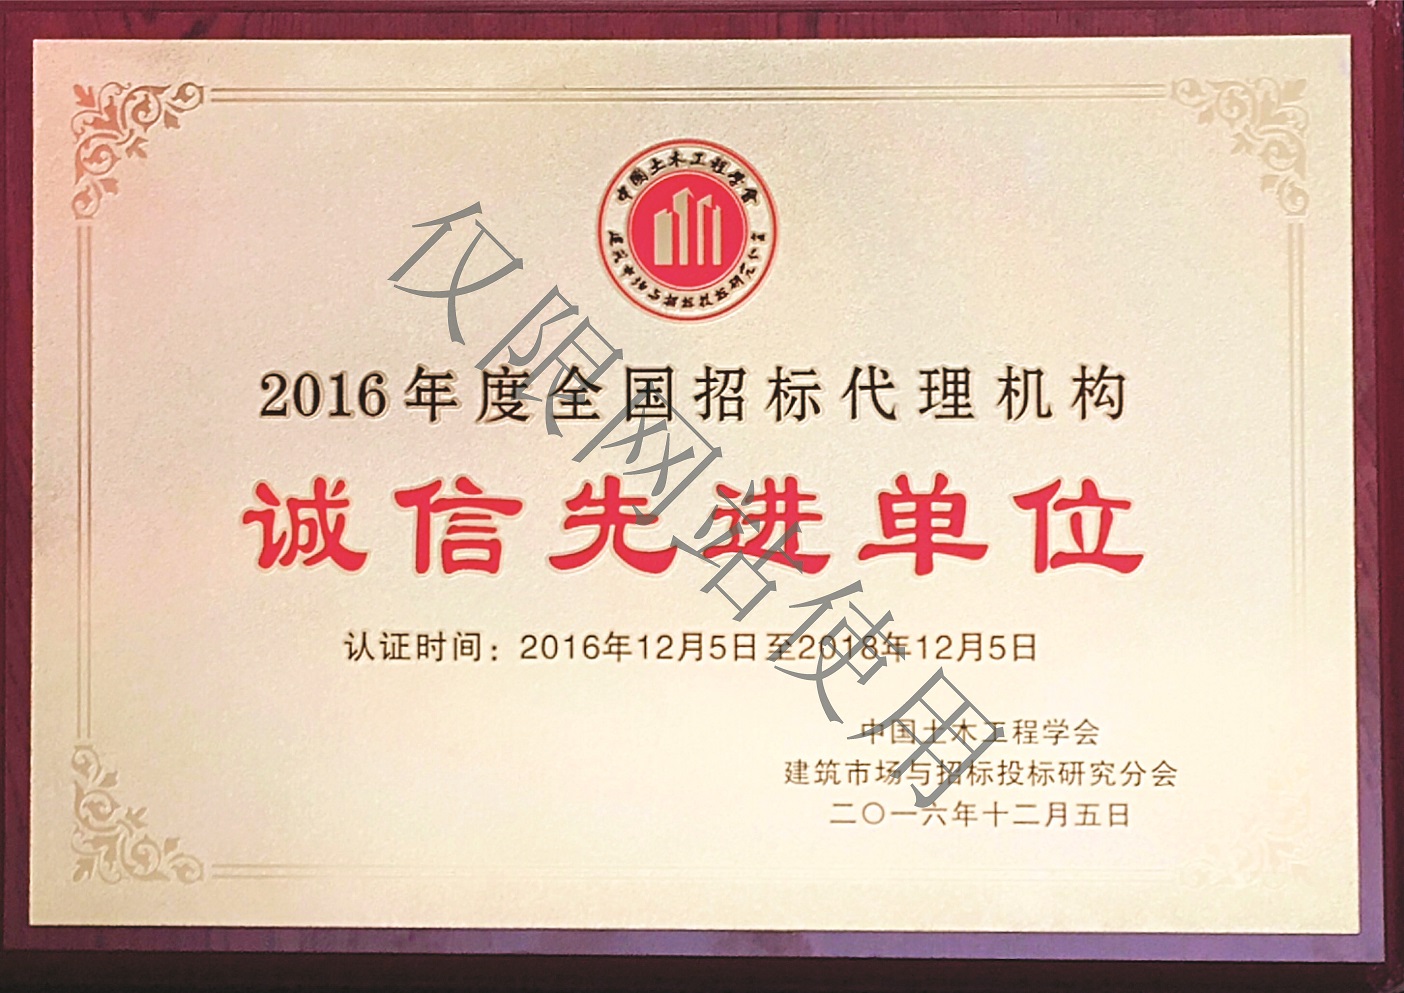 中国土木工程学會
建筑市场与招标投标研究分会
2016年度全国招标代理机构
诚信先进单位
认证时间：2016年12月5日至2018年12月5日
中国土木工程学会
建筑市场与招标投标研究分会
二〇一六年十二月五日
仅限网站使用